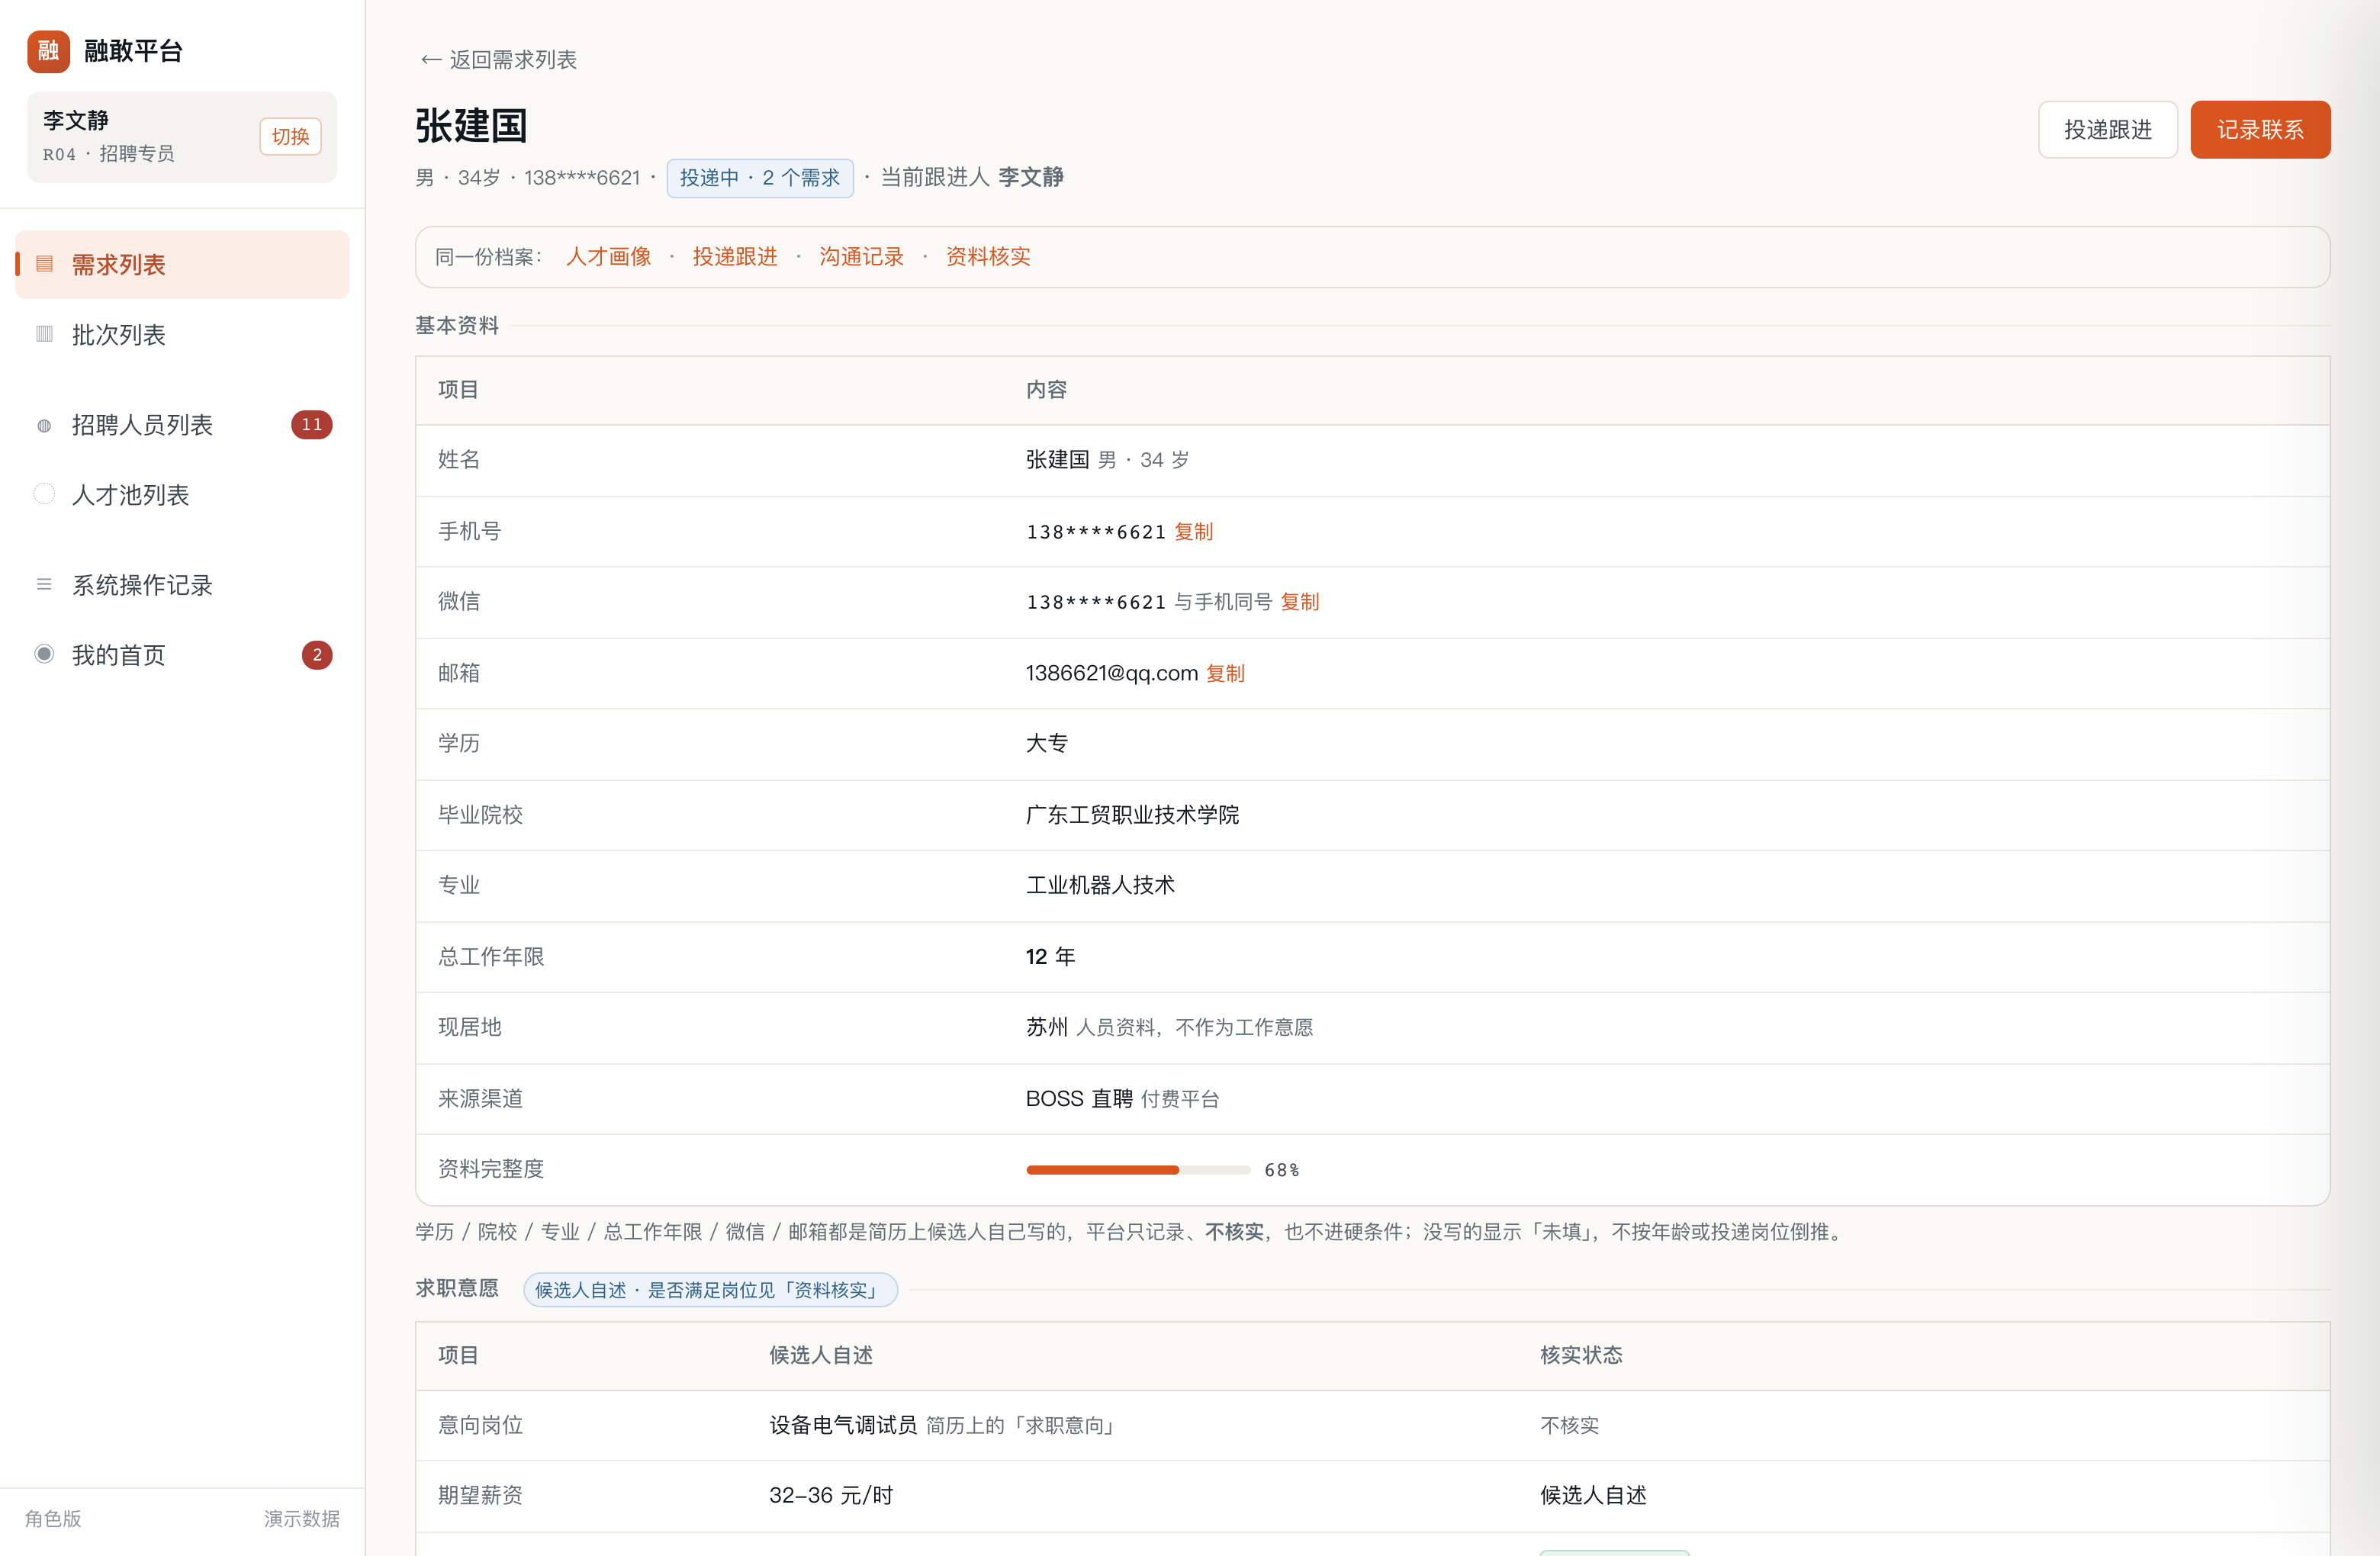 融 融敢平台
李文静
R04 · 招聘专员
切换
需求列表
批次列表
招聘人员列表 11
人才池列表
系统操作记录
我的首页 2
角色版 演示数据
← 返回需求列表
张建国
投递跟进 记录联系
男 · 34岁 · 138****6621 · 投递中 · 2 个需求 · 当前跟进人 李文静
同一份档案： 人才画像 · 投递跟进 · 沟通记录 · 资料核实
基本资料
项目 内容
姓名 张建国 男 · 34 岁
手机号 138****6621 复制
微信 138****6621 与手机同号 复制
邮箱 1386621@qq.com 复制
学历 大专
毕业院校 广东工贸职业技术学院
专业 工业机器人技术
总工作年限 12 年
现居地 苏州 人员资料，不作为工作意愿
来源渠道 BOSS 直聘 付费平台
资料完整度 68%
学历 / 院校 / 专业 / 总工作年限 / 微信 / 邮箱都是简历上候选人自己写的，平台只记录、不核实，也不进硬条件；没写的显示「未填」，不按年龄或投递岗位倒推。
求职意愿 候选人自述 · 是否满足岗位见「资料核实」
项目 候选人自述 核实状态
意向岗位 设备电气调试员 简历上的「求职意向」 不核实
期望薪资 32–36 元/时 候选人自述